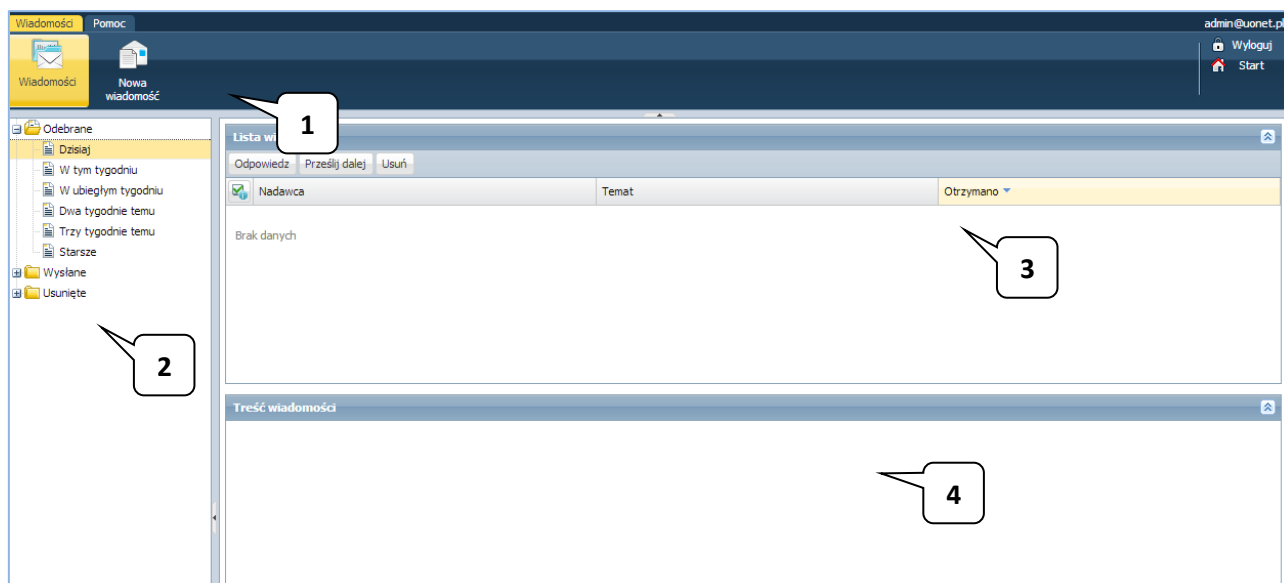 Wiadomości Pomoc admin@uonet.pl
Wyloguj
Start
Wiadomości
Nowa
wiadomość
1
Odebrane
Dzisiaj
W tym tygodniu
W ubiegłym tygodniu
Dwa tygodnie temu
Trzy tygodnie temu
Starsze
Wysłane
Usunięte
2
Lista
Odpowiedz Prześlij dalej Usuń
Nadawca Temat Otrzymano
Brak danych
3
Treść wiadomości
4